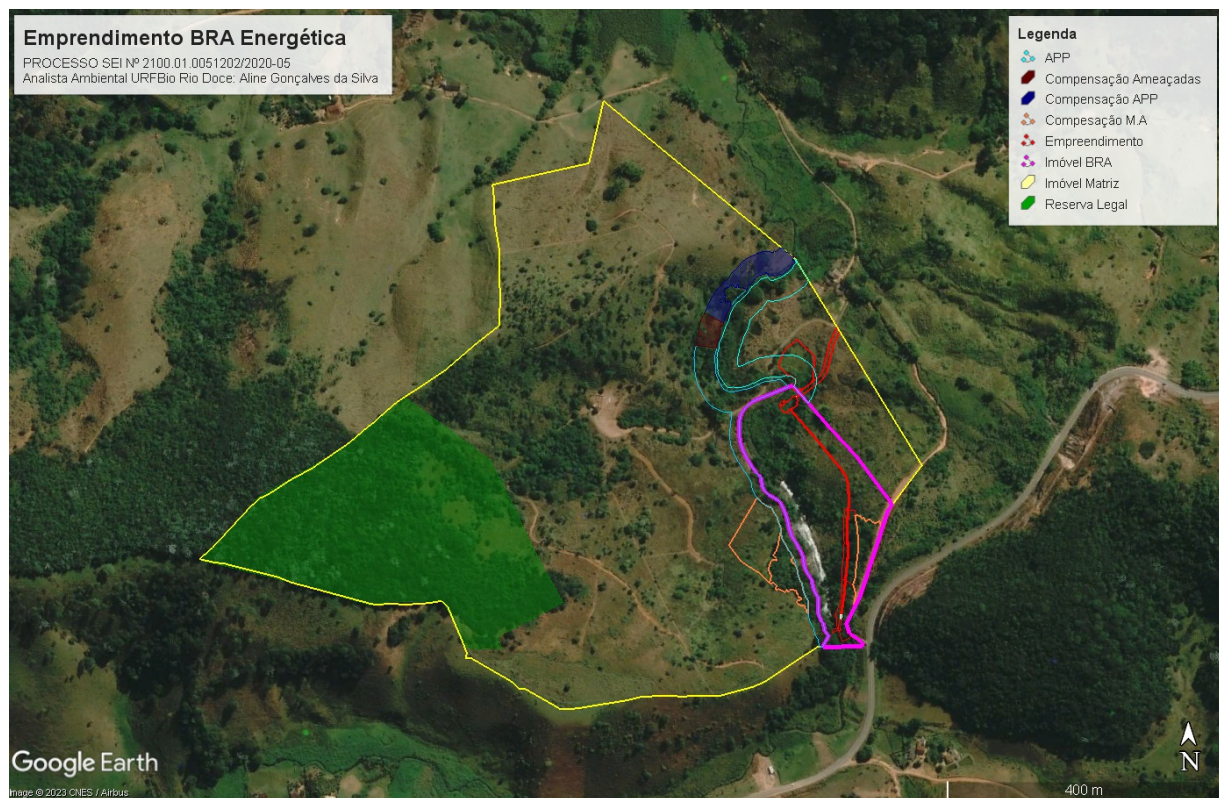 Emprendimento BRA Energética
PROCESSO SEI Nº 2100.01.0051202/2020-05
Analista Ambiental URFBio Rio Doce: Aline Gonçalves da Silva
Legenda
APP
Compensação Ameaçadas
Compensação APP
Compesação M.A
Empreendimento
Imóvel BRA
Imóvel Matriz
Reserva Legal
Google Earth
Image © 2023 CNES / Airbus
400 m
N